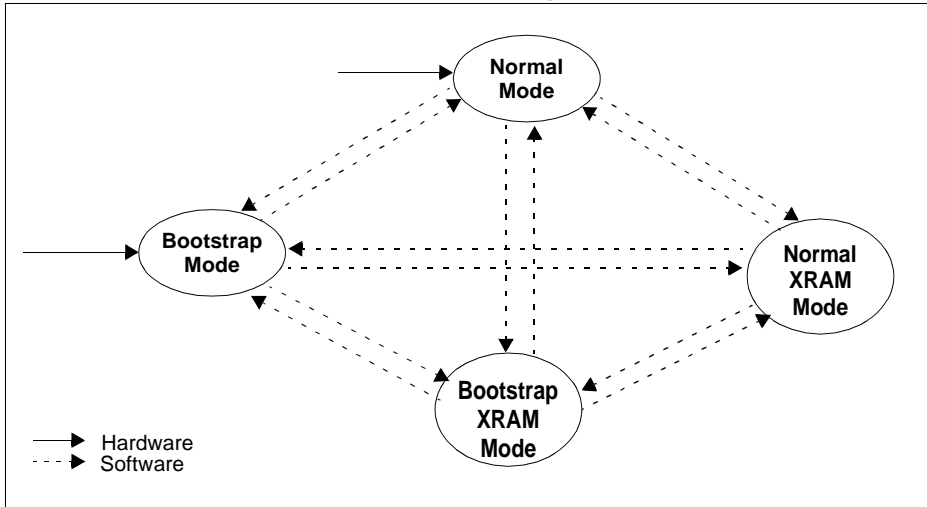 Normal
Mode
Bootstrap
Mode
Normal
XRAM
Mode
Bootstrap
XRAM
Mode
Hardware
Software